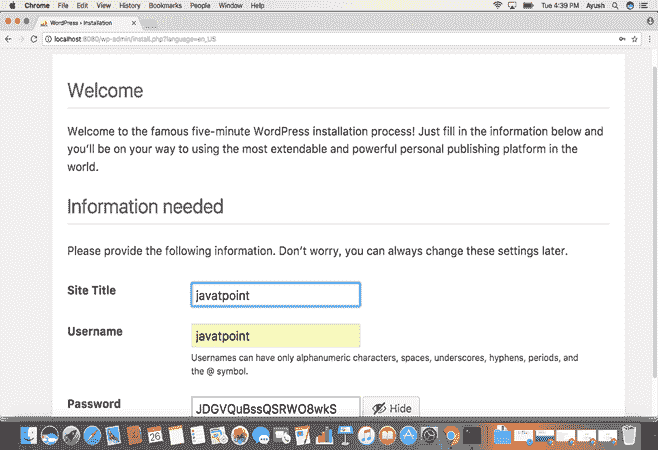 Chrome File Edit View History Bookmarks People Window Help Tue 4:39 PM Ayush
WordPress › Installation
localhost:8080/wp-admin/install.php?language=en_US
Welcome
Welcome to the famous five-minute WordPress installation process! Just fill in the information below and
you’ll be on your way to using the most extendable and powerful personal publishing platform in the
world.
Information needed
Please provide the following information. Don’t worry, you can always change these settings later.
Site Title
javatpoint
Username
javatpoint
Usernames can have only alphanumeric characters, spaces, underscores, hyphens, periods, and
the @ symbol.
Password
JDGVQuBssQSRWO8wkS
Hide
26